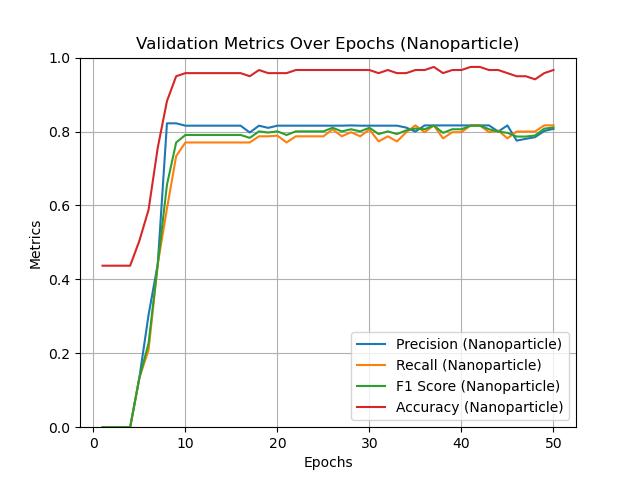 Validation Metrics Over Epochs (Nanoparticle)
1.0
0.8
0.6
0.4
0.2
0.0
Metrics
0 10 20 30 40 50
Epochs
Precision (Nanoparticle)
Recall (Nanoparticle)
F1 Score (Nanoparticle)
Accuracy (Nanoparticle)